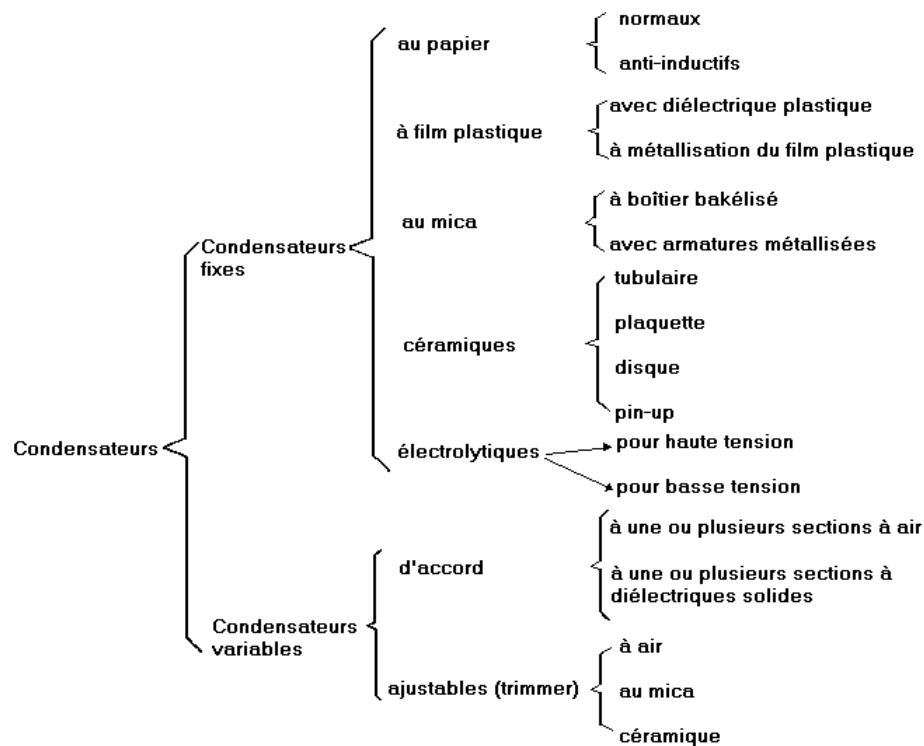 Condensateurs
Condensateurs
fixes
au papier
normaux
anti-inductifs
à film plastique
avec diélectrique plastique
à métallisation du film plastique
au mica
à boîtier bakélisé
avec armatures métallisées
céramiques
tubulaire
plaquette
disque
pin-up
électrolytiques
pour haute tension
pour basse tension
Condensateurs
variables
d'accord
à une ou plusieurs sections à air
à une ou plusieurs sections à
diélectriques solides
ajustables (trimmer)
à air
au mica
céramique